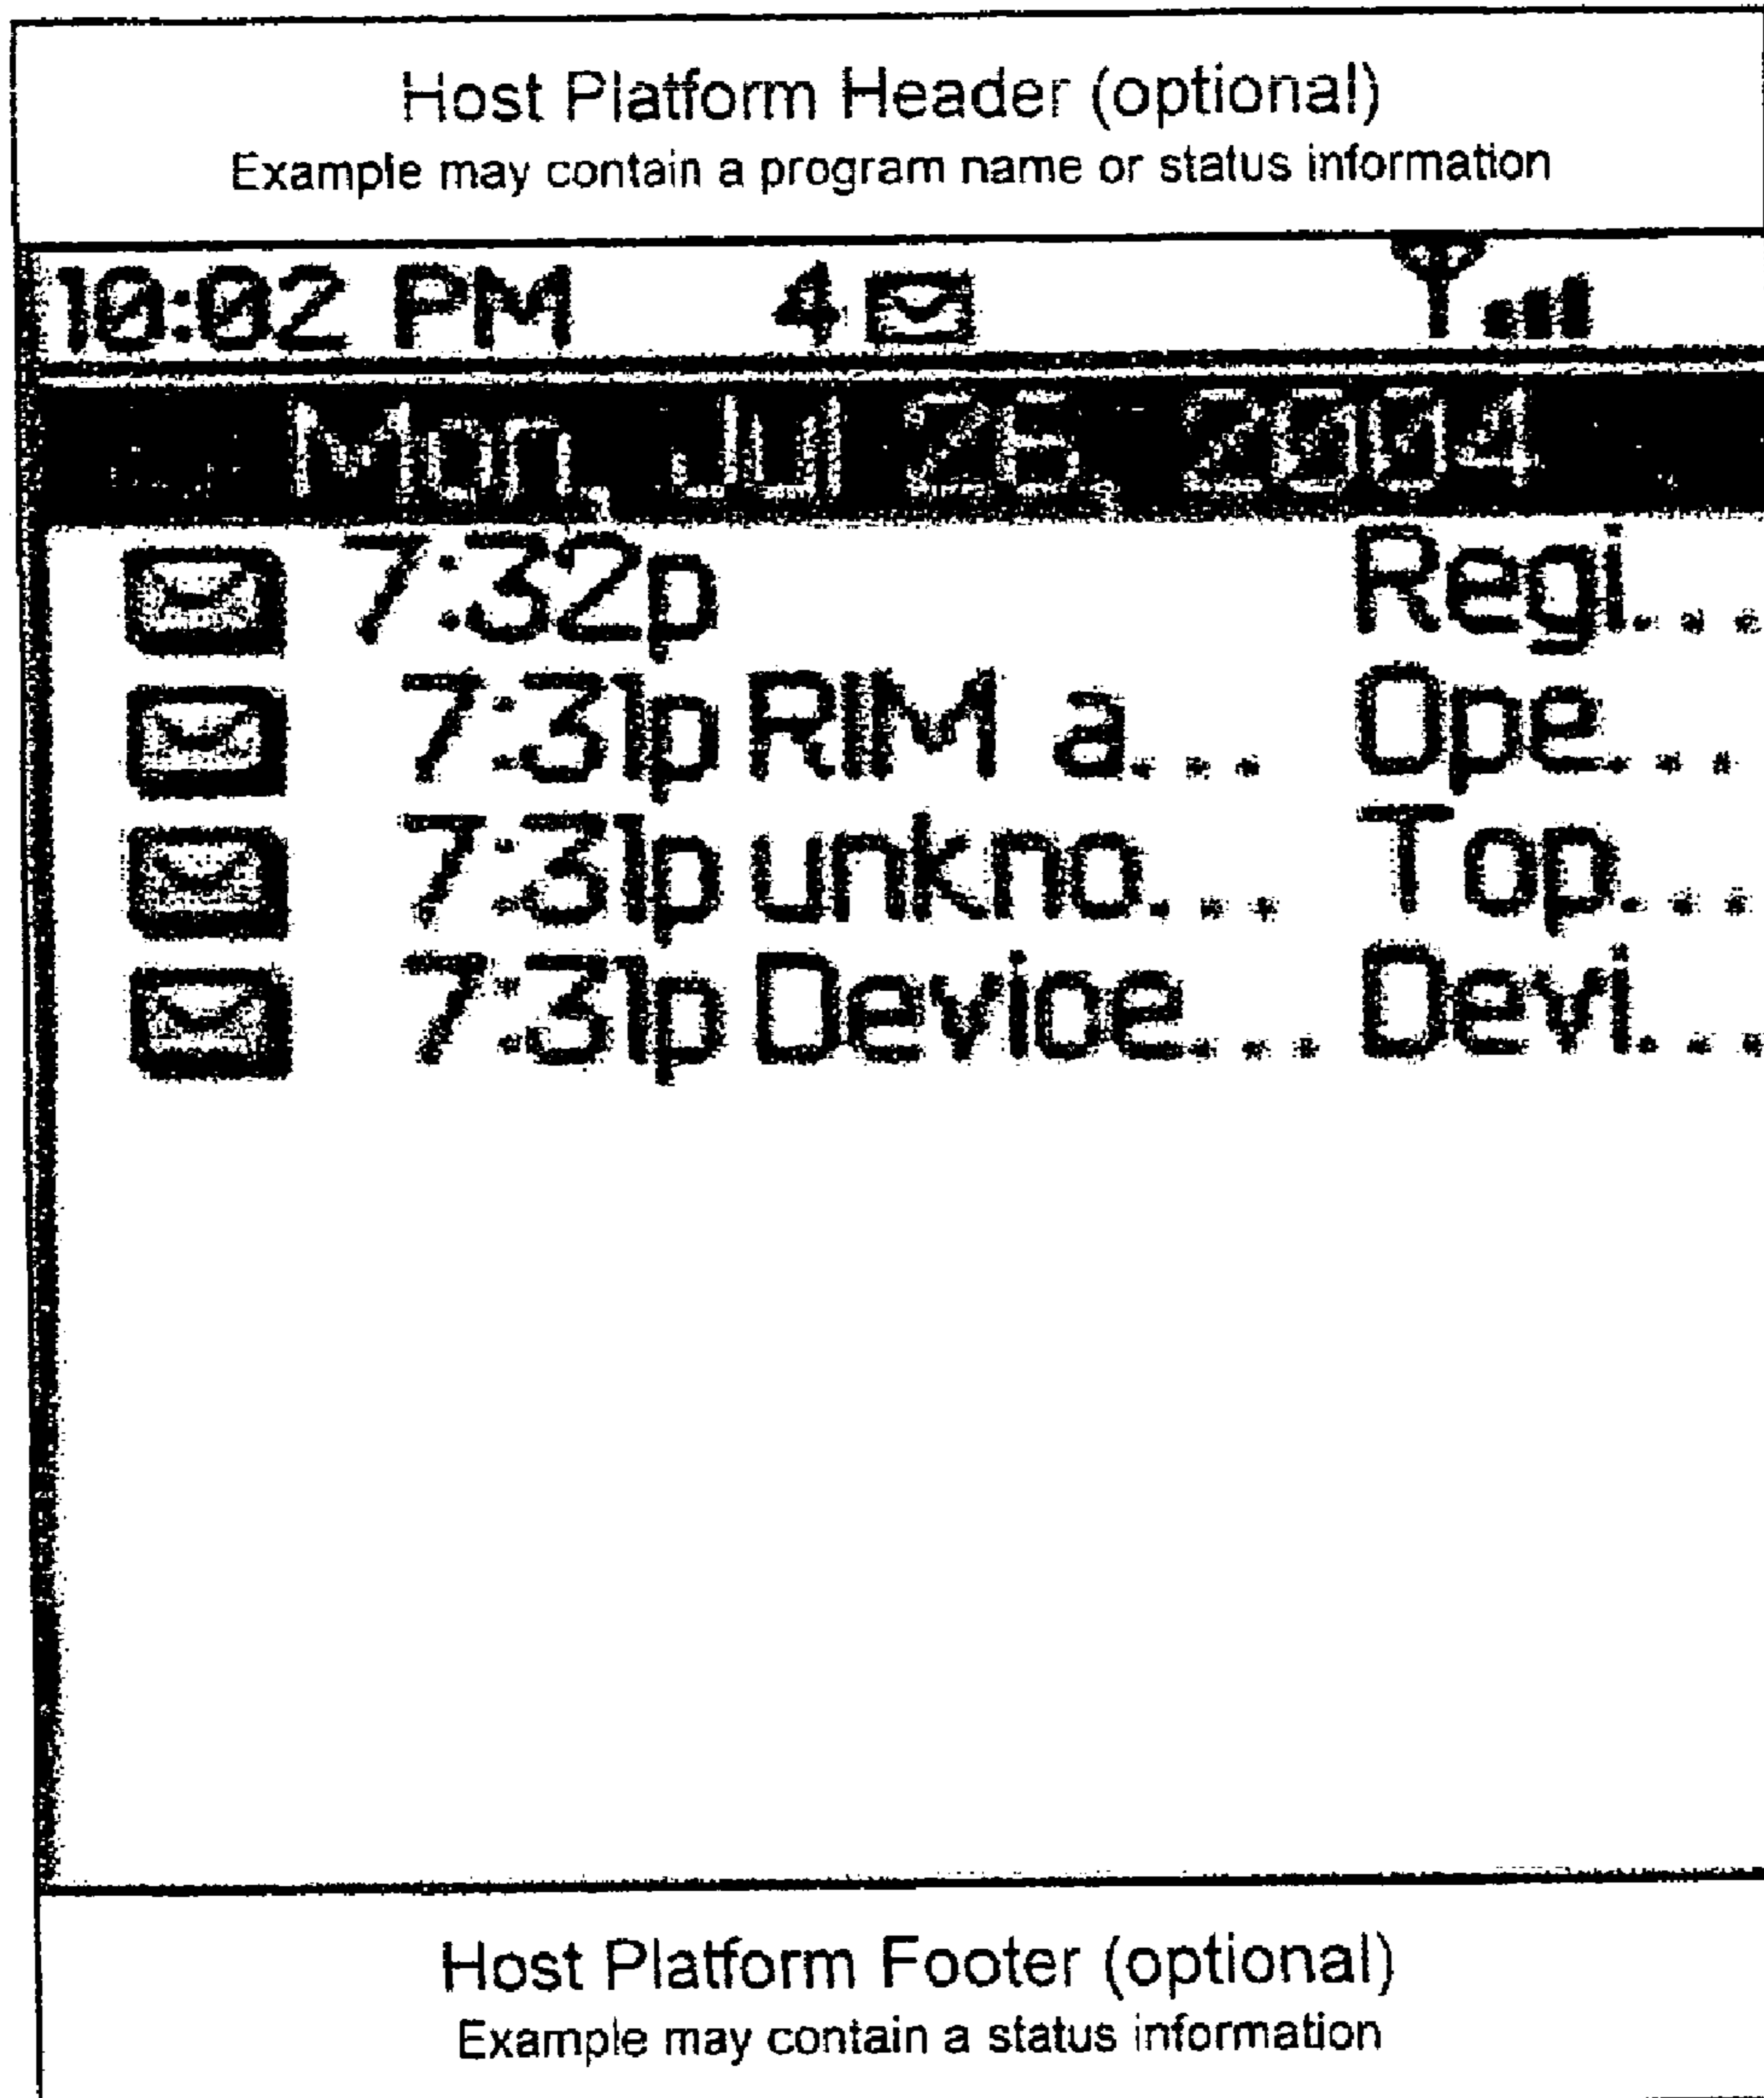 Host Platform Header (optional)
Example may contain a program name or status information
10:02 PM 4
Mon, Jul 26, 2004
7:32p Regi...
7:31p RIM a... Ope...
7:31p unkno... Top...
7:31p Device... Devi...
Host Platform Footer (optional)
Example may contain a status information